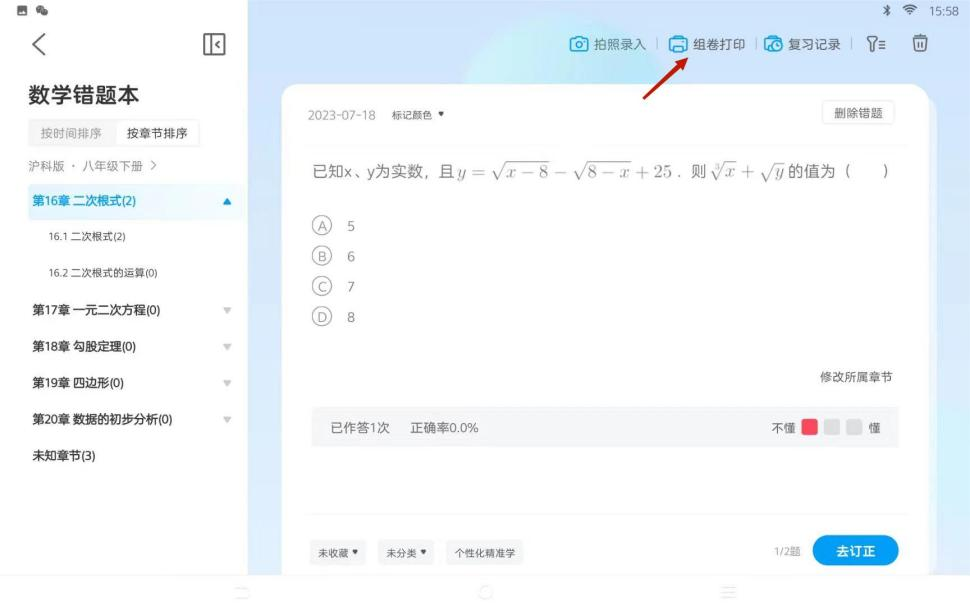 15:58
拍照录入
组卷打印
复习记录
数学错题本
按时间排序 按章节排序
沪科版 · 八年级下册 >
第16章 二次根式(2)
16.1 二次根式(2)
16.2 二次根式的运算(0)
第17章 一元二次方程(0)
第18章 勾股定理(0)
第19章 四边形(0)
第20章 数据的初步分析(0)
未知章节(3)
2023-07-18 标记颜色
删除错题
已知x、y为实数，且 y = √(x − 8) − √(8 − x) + 25 . 则 ∛x + √y 的值为（ ）
A 5
B 6
C 7
D 8
修改所属章节
已作答1次 正确率0.0%
不懂 懂
未收藏 未分类 个性化精准学
1/2题 去订正